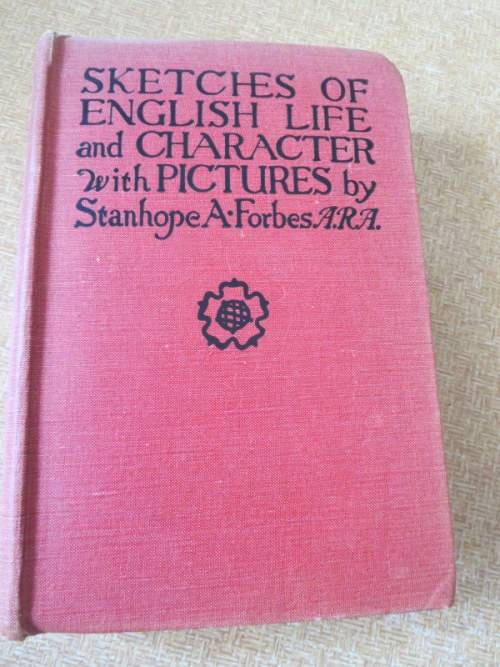 SKETCHES OF
ENGLISH LIFE
and CHARACTER
With PICTURES by
Stanhope A·Forbes A.R.A.